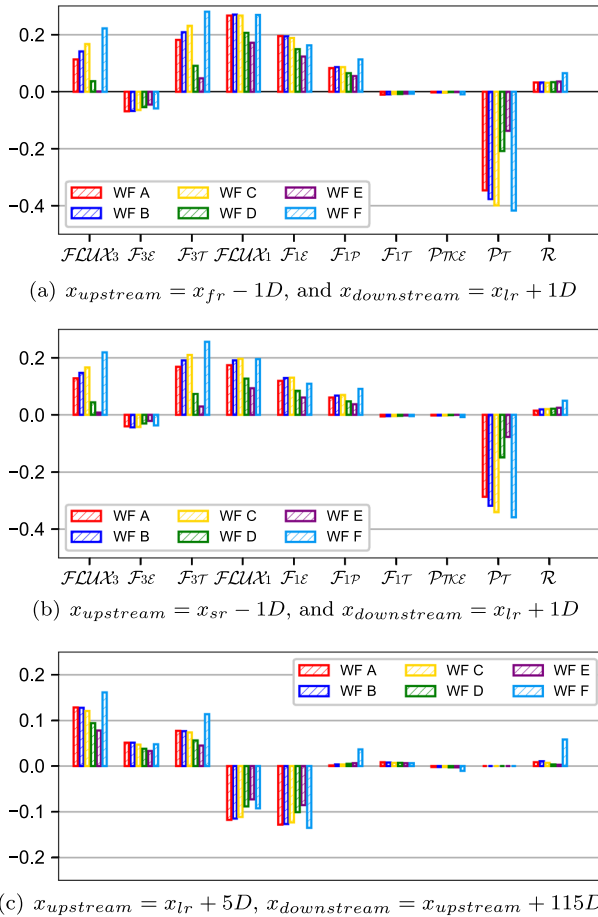 0.2
0.0
−0.2
−0.4
WF A WF C WF E
WF B WF D WF F
ℱℒ𝒰𝒳₃ ℱ₃ℰ ℱ₃𝒯 ℱℒ𝒰𝒳₁ ℱ₁ℰ ℱ₁𝒫 ℱ₁𝒯 𝒫𝒯𝒦ℰ 𝒫𝒯 ℛ
(a) x_upstream = x_fr − 1D, and x_downstream = x_lr + 1D
0.2
0.0
−0.2
−0.4
WF A WF C WF E
WF B WF D WF F
ℱℒ𝒰𝒳₃ ℱ₃ℰ ℱ₃𝒯 ℱℒ𝒰𝒳₁ ℱ₁ℰ ℱ₁𝒫 ℱ₁𝒯 𝒫𝒯𝒦ℰ 𝒫𝒯 ℛ
(b) x_upstream = x_sr − 1D, and x_downstream = x_lr + 1D
WF A WF C WF E
WF B WF D WF F
0.2
0.1
0.0
−0.1
−0.2
(c) x_upstream = x_lr + 5D, x_downstream = x_upstream + 115D